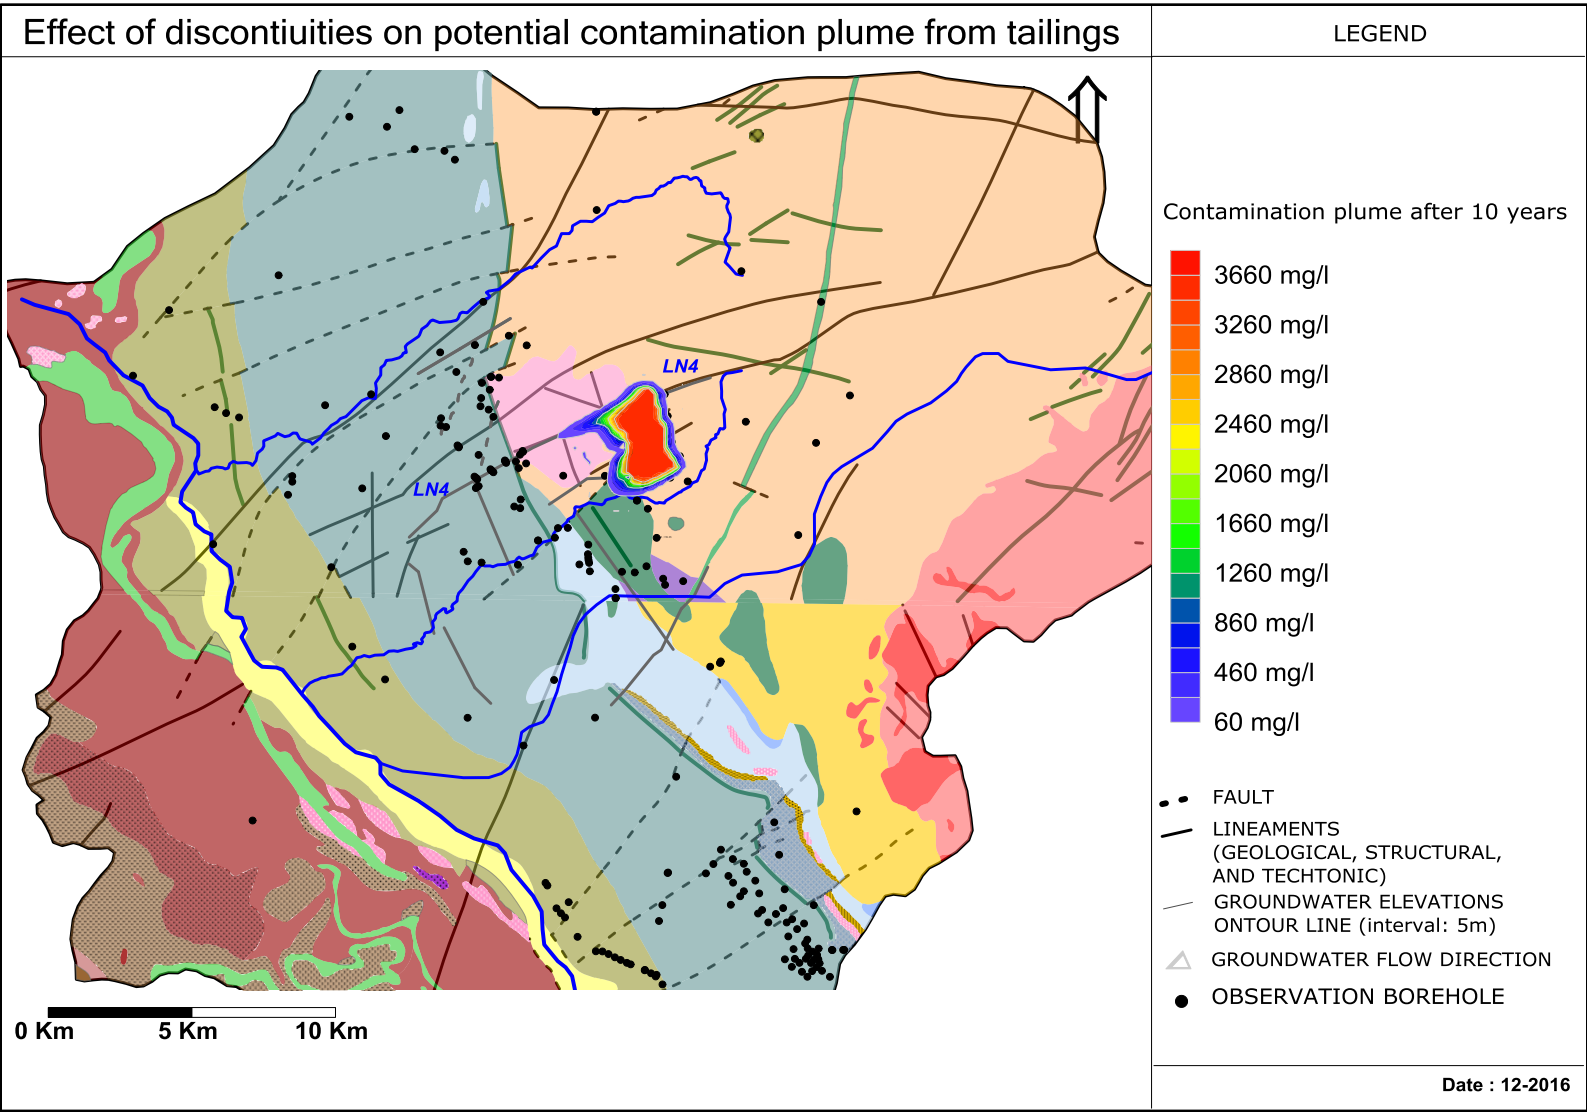 Effect of discontiuities on potential contamination plume from tailings
LEGEND
Contamination plume after 10 years
3660 mg/l
3260 mg/l
2860 mg/l
2460 mg/l
2060 mg/l
1660 mg/l
1260 mg/l
860 mg/l
460 mg/l
60 mg/l
LN4
LN4
FAULT
LINEAMENTS
(GEOLOGICAL, STRUCTURAL,
AND TECHTONIC)
GROUNDWATER ELEVATIONS
ONTOUR LINE (interval: 5m)
GROUNDWATER FLOW DIRECTION
OBSERVATION BOREHOLE
0 Km 5 Km 10 Km
Date : 12-2016